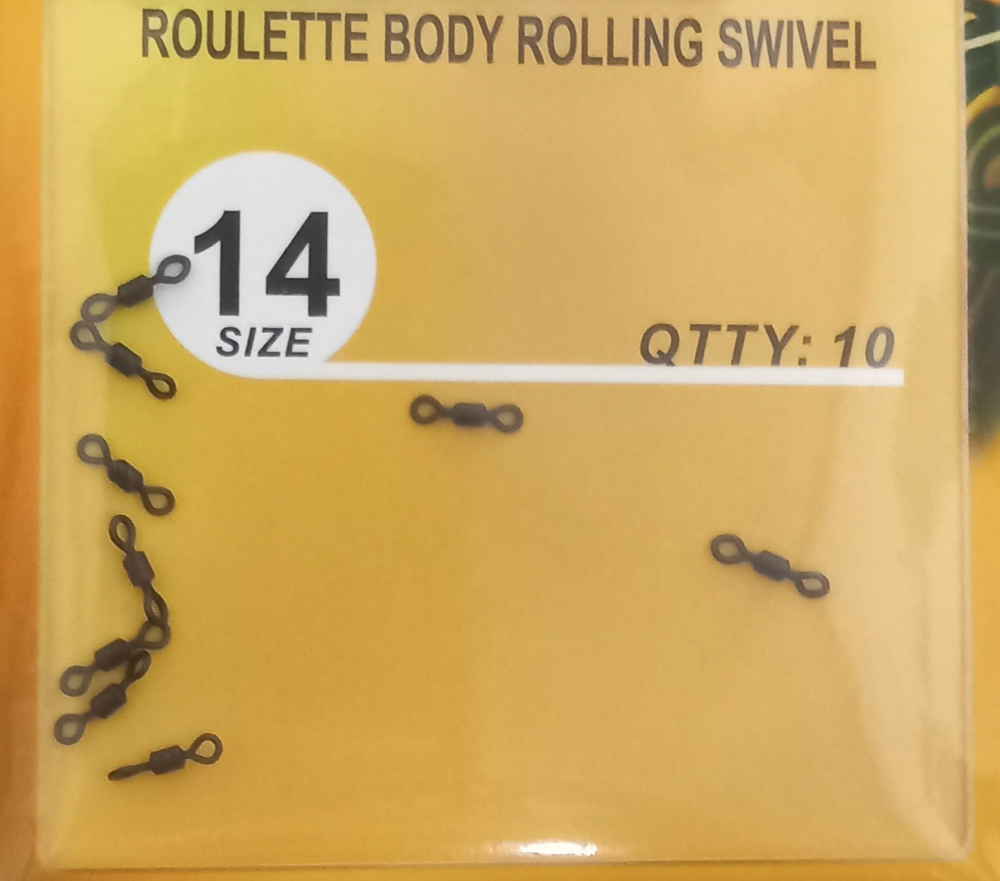 ROULETTE BODY ROLLING SWIVEL
14
SIZE
QTTY: 10